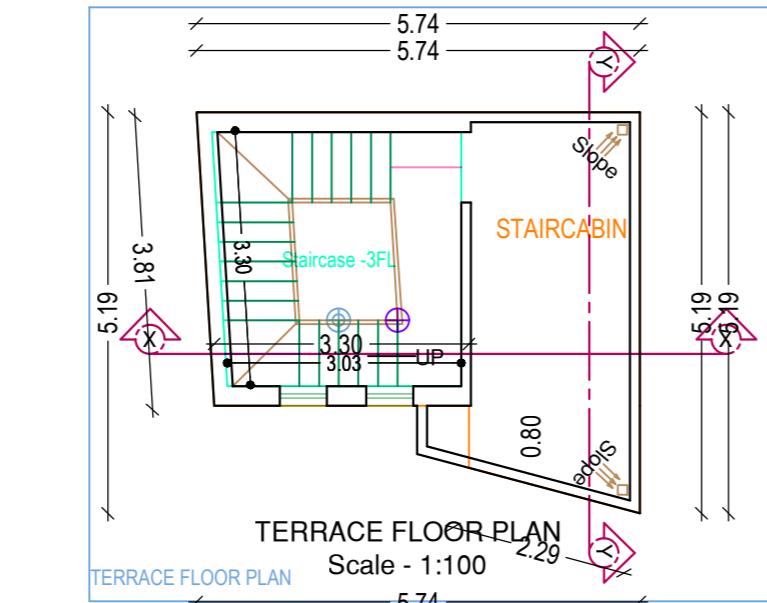 5.74
5.74
Y
Slope
STAIRCABIN
3.81
3.30
Staircase -3FL
5.19
5.19
5.19
X
X
3.30
UP
3.03
0.80
Slope
TERRACE FLOOR PLAN
2.29
Y
Scale - 1:100
TERRACE FLOOR PLAN
5.74